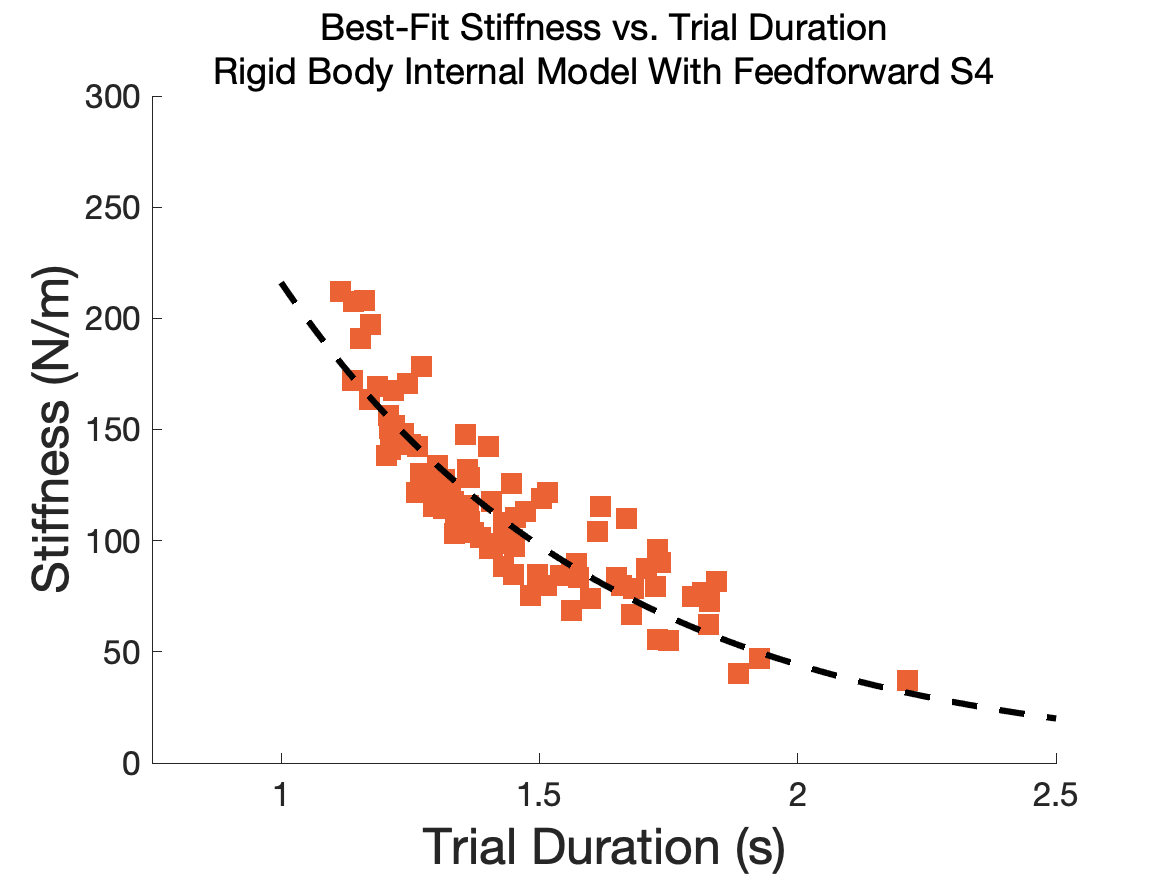 Best-Fit Stiffness vs. Trial Duration
Rigid Body Internal Model With Feedforward S4
300
250
200
150
100
50
0
Stiffness (N/m)
1 1.5 2 2.5
Trial Duration (s)